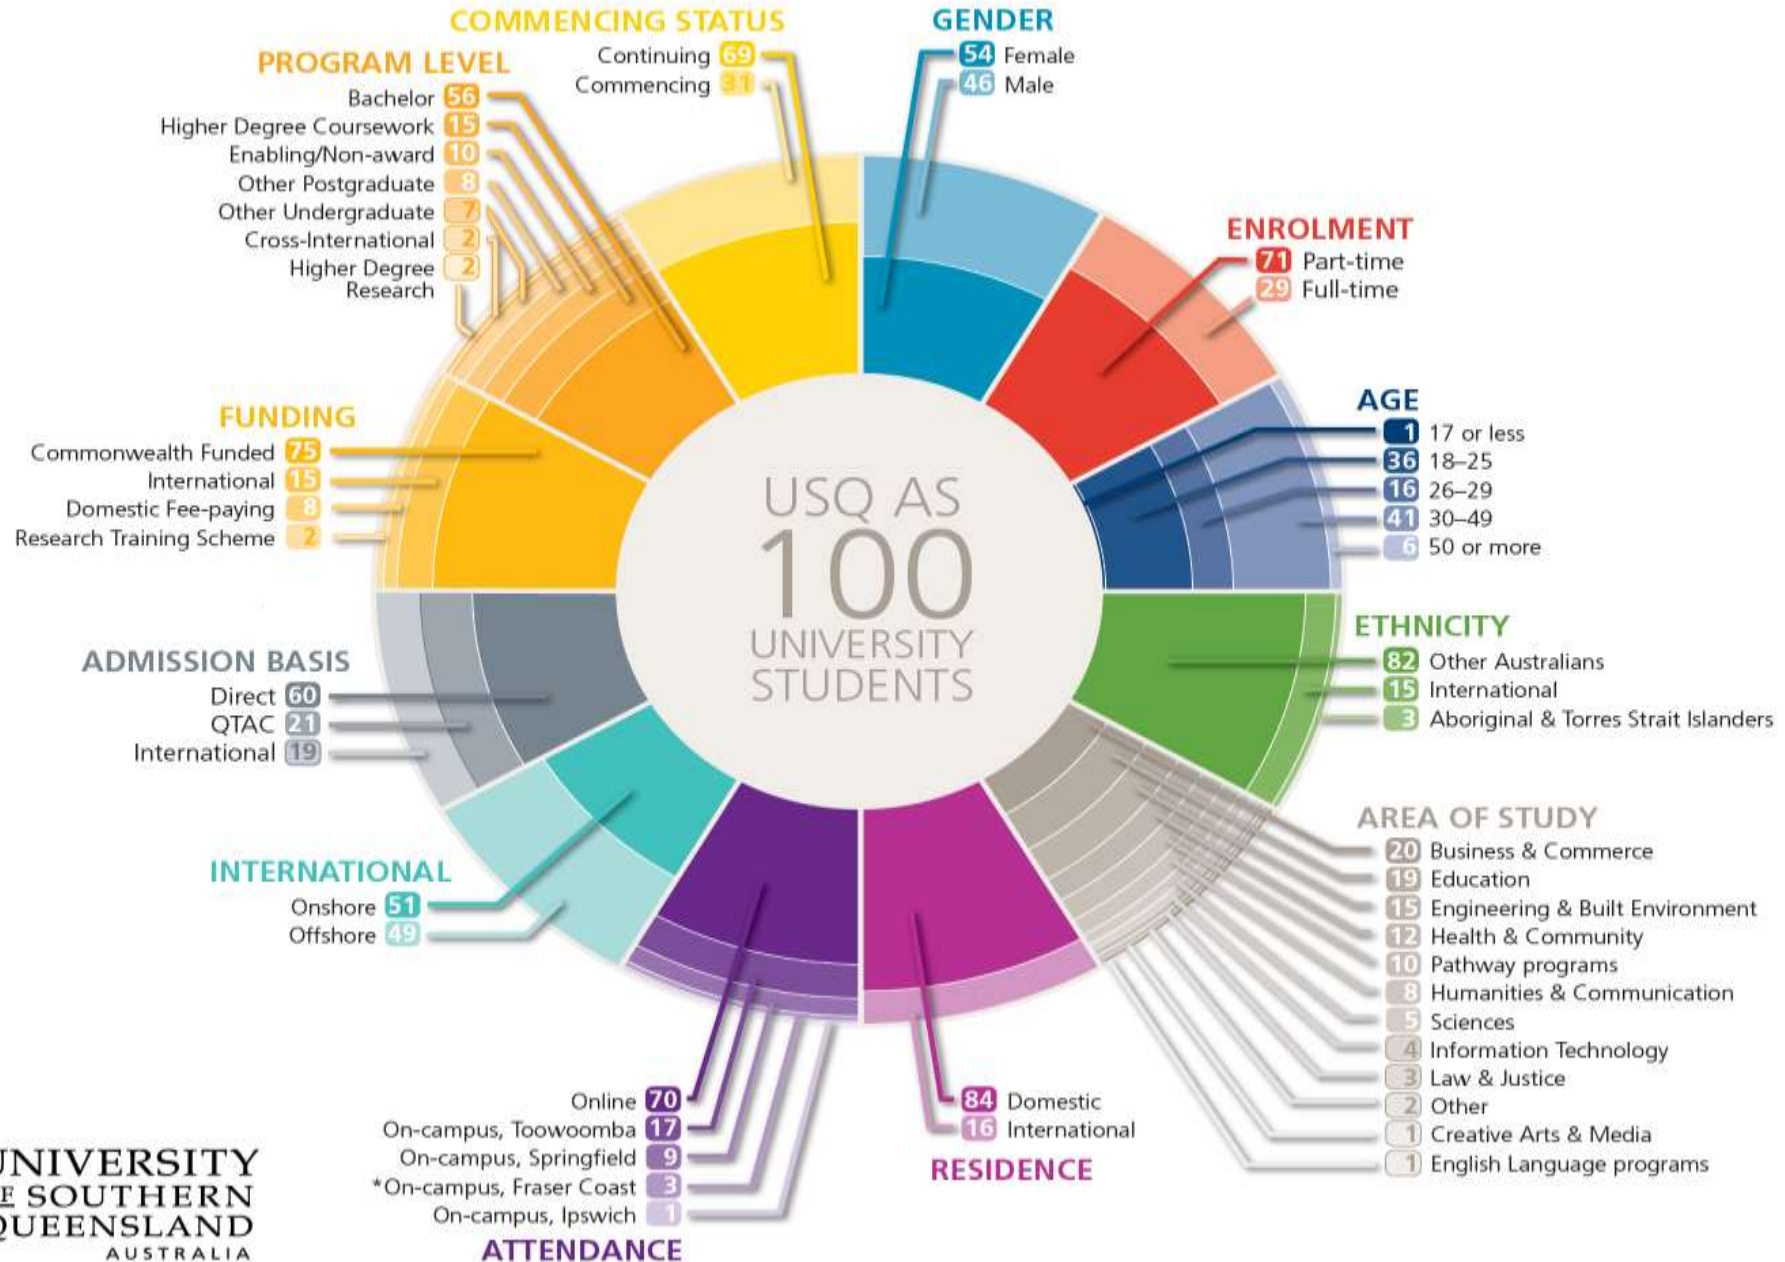 COMMENCING STATUS
Continuing 69
Commencing 31
GENDER
54 Female
46 Male
PROGRAM LEVEL
Bachelor 56
Higher Degree Coursework 15
Enabling/Non-award 10
Other Postgraduate 8
Other Undergraduate 7
Cross-International 2
Higher Degree 2
Research
ENROLMENT
71 Part-time
29 Full-time
AGE
1 17 or less
36 18–25
16 26–29
41 30–49
6 50 or more
FUNDING
Commonwealth Funded 75
International 15
Domestic Fee-paying 8
Research Training Scheme 2
USQ AS
100
UNIVERSITY
STUDENTS
ETHNICITY
82 Other Australians
15 International
3 Aboriginal & Torres Strait Islanders
ADMISSION BASIS
Direct 60
QTAC 21
International 19
AREA OF STUDY
20 Business & Commerce
19 Education
15 Engineering & Built Environment
12 Health & Community
10 Pathway programs
8 Humanities & Communication
5 Sciences
4 Information Technology
3 Law & Justice
2 Other
1 Creative Arts & Media
1 English Language programs
INTERNATIONAL
Onshore 51
Offshore 49
Online 70
On-campus, Toowoomba 17
On-campus, Springfield 9
*On-campus, Fraser Coast 3
On-campus, Ipswich 1
ATTENDANCE
84 Domestic
16 International
RESIDENCE
UNIVERSITY
OF SOUTHERN
QUEENSLAND
AUSTRALIA